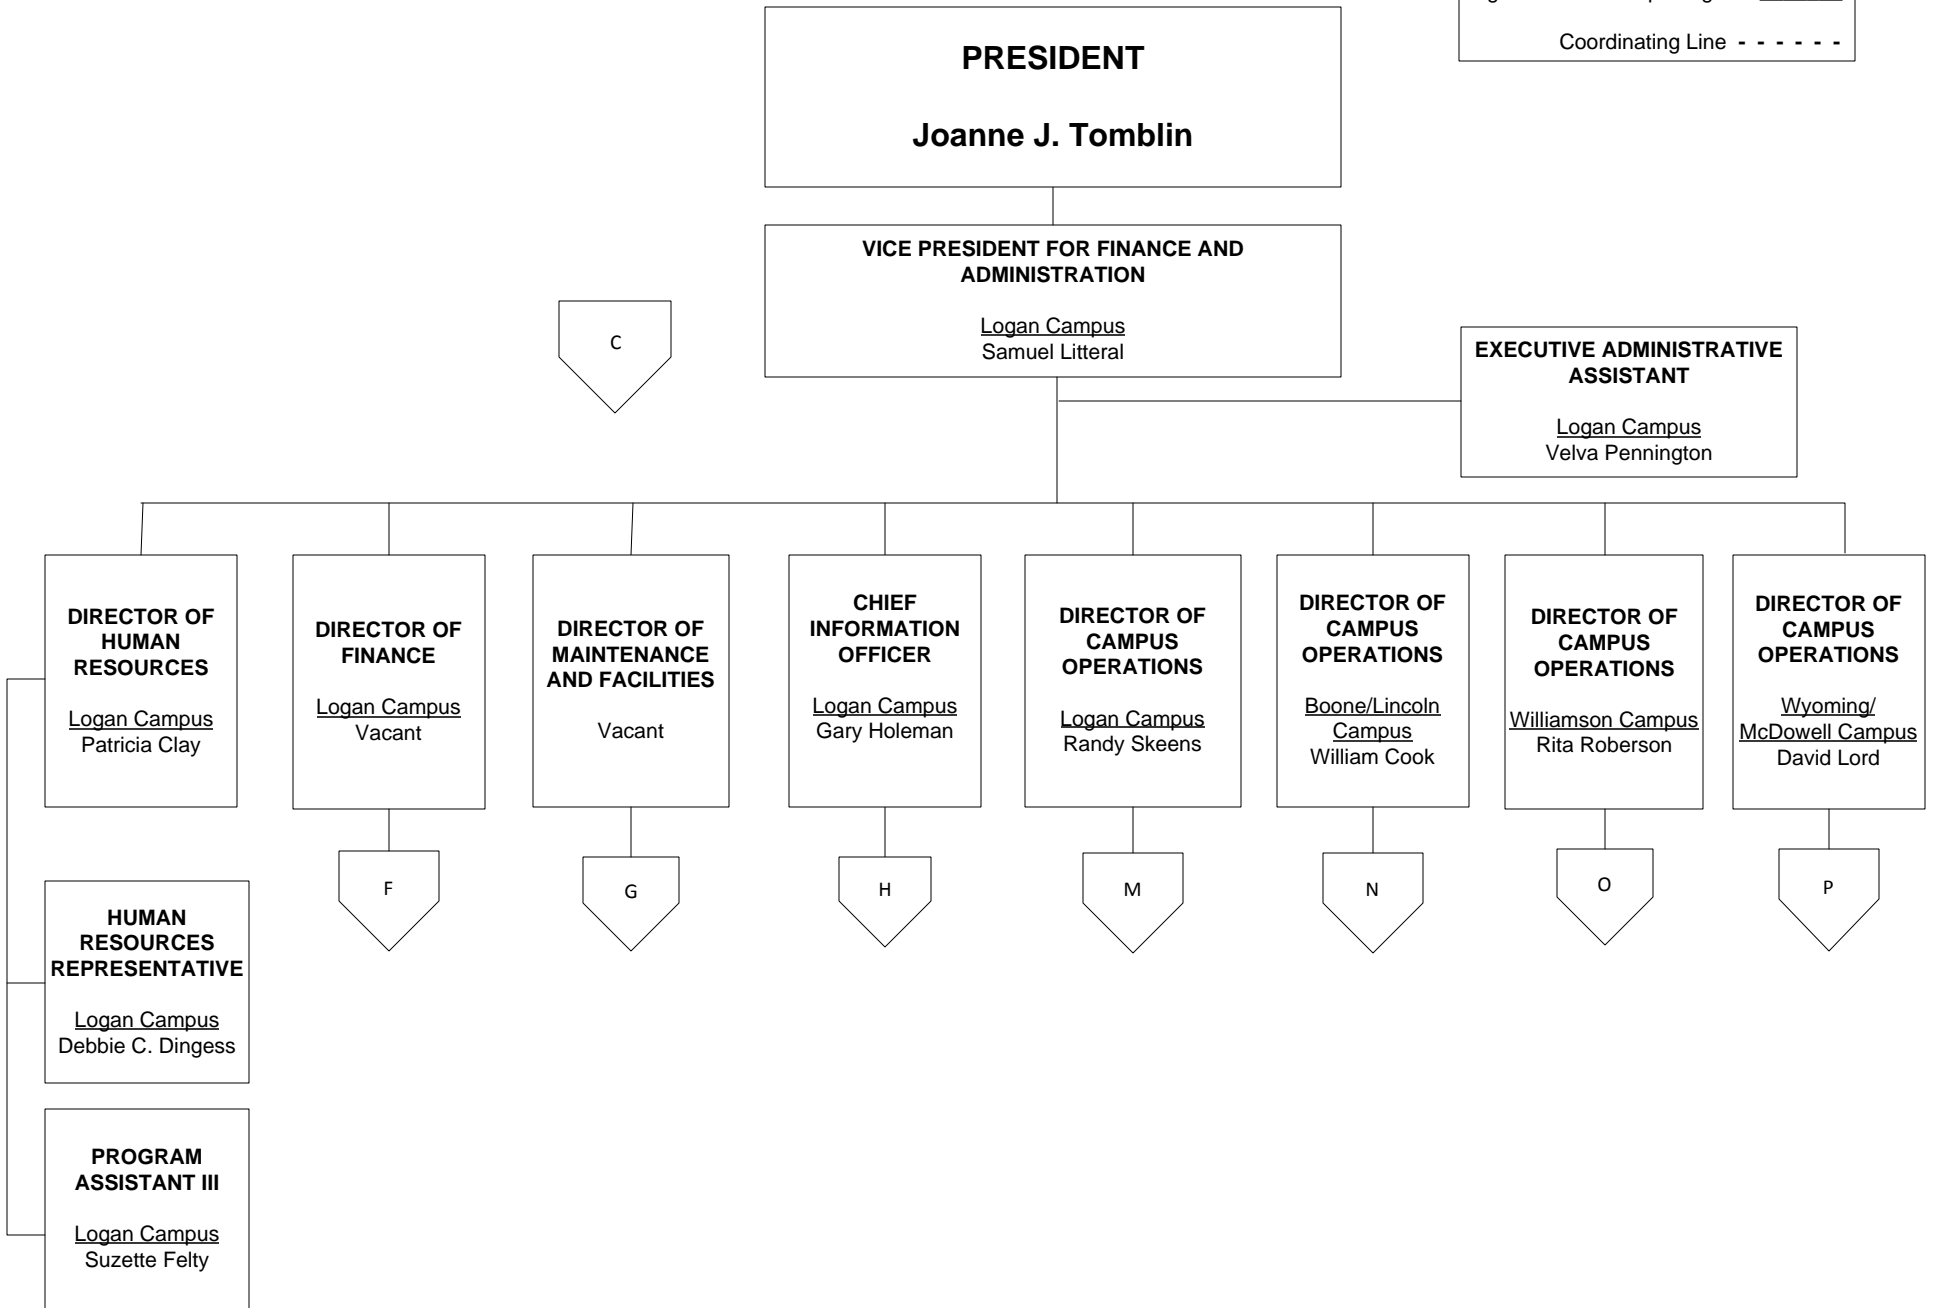 PRESIDENT
Joanne J. Tomblin
Coordinating Line - - - - - -
VICE PRESIDENT FOR FINANCE AND
ADMINISTRATION
Logan Campus
Samuel Litteral
C
EXECUTIVE ADMINISTRATIVE
ASSISTANT
Logan Campus
Velva Pennington
DIRECTOR OF
HUMAN
RESOURCES
Logan Campus
Patricia Clay
DIRECTOR OF
FINANCE
Logan Campus
Vacant
DIRECTOR OF
MAINTENANCE
AND FACILITIES
Vacant
CHIEF
INFORMATION
OFFICER
Logan Campus
Gary Holeman
DIRECTOR OF
CAMPUS
OPERATIONS
Logan Campus
Randy Skeens
DIRECTOR OF
CAMPUS
OPERATIONS
Boone/Lincoln
Campus
William Cook
DIRECTOR OF
CAMPUS
OPERATIONS
Williamson Campus
Rita Roberson
DIRECTOR OF
CAMPUS
OPERATIONS
Wyoming/
McDowell Campus
David Lord
F
G
H
M
N
O
P
HUMAN
RESOURCES
REPRESENTATIVE
Logan Campus
Debbie C. Dingess
PROGRAM
ASSISTANT III
Logan Campus
Suzette Felty